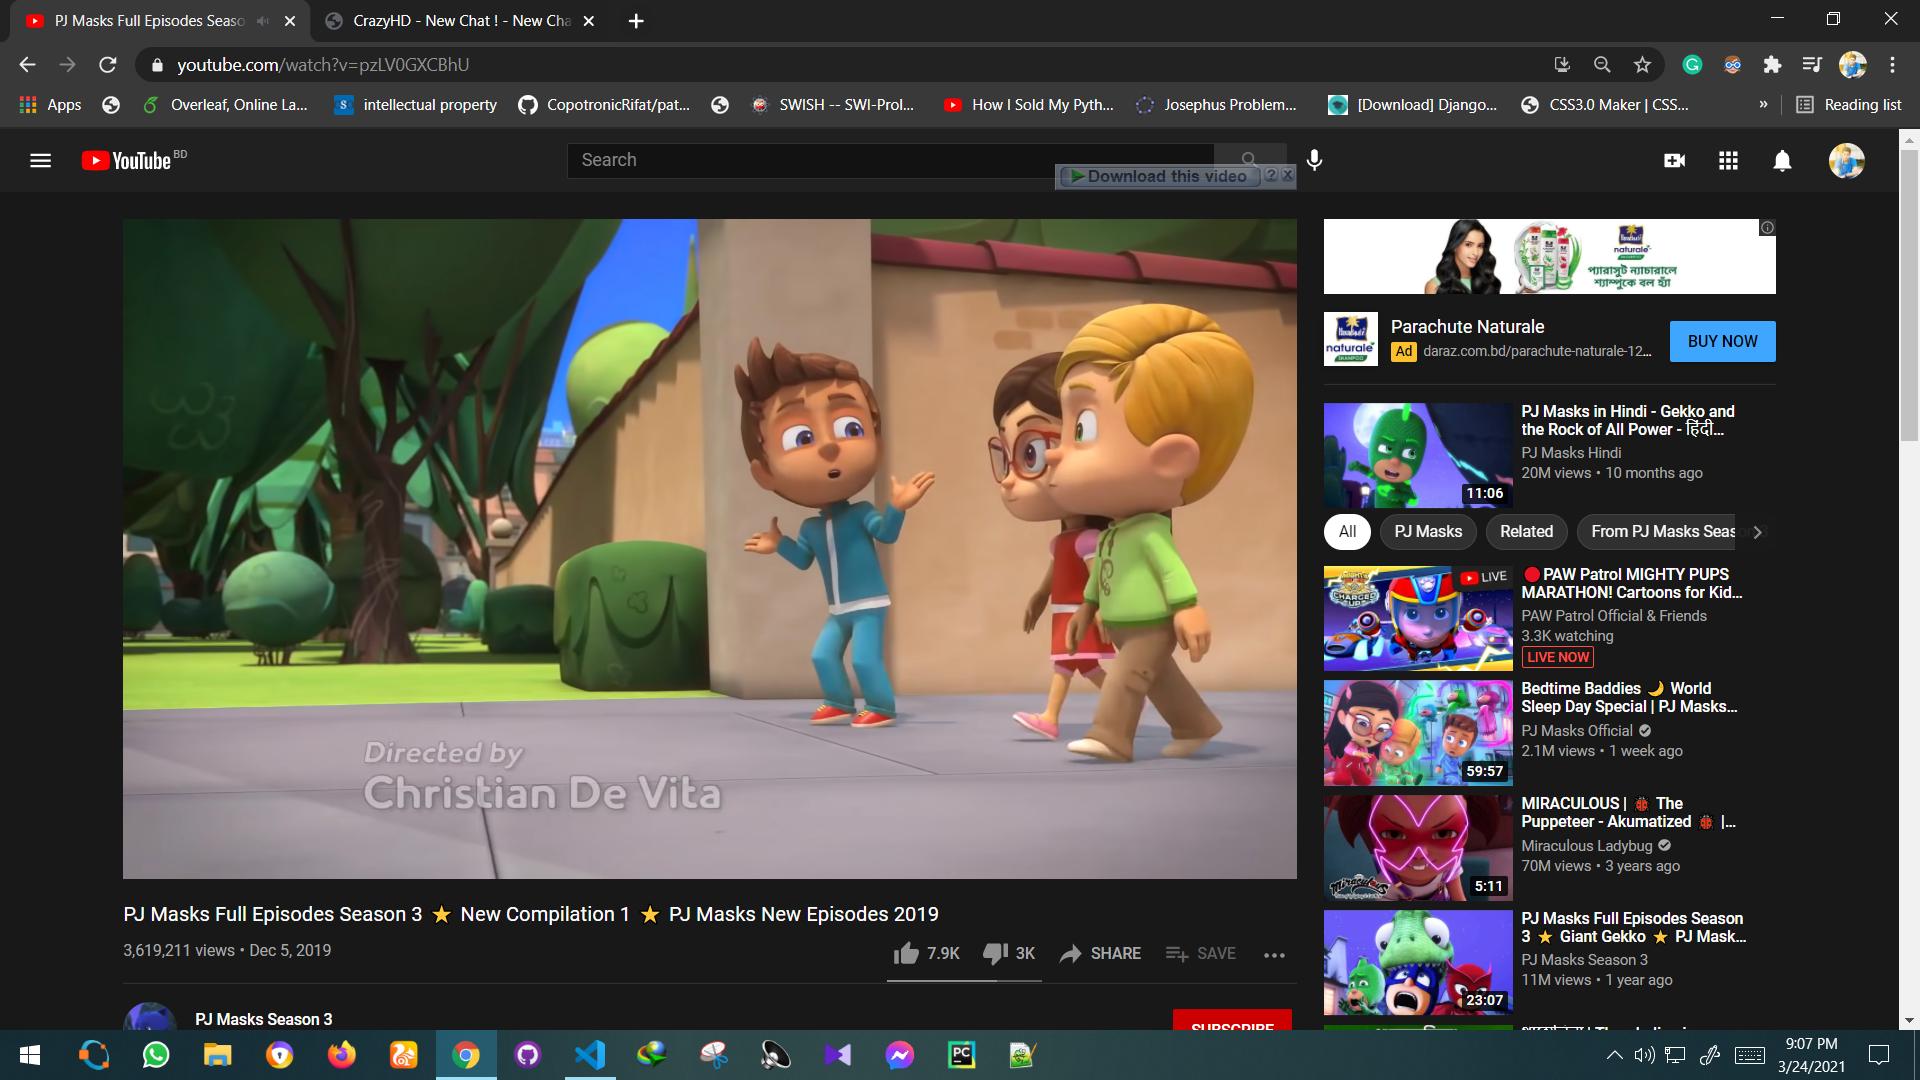 PJ Masks Full Episodes Seaso
CrazyHD - New Chat ! - New Cha
youtube.com/watch?v=pzLV0GXCBhU
Apps
Overleaf, Online La...
intellectual property
CopotronicRifat/pat...
SWISH -- SWI-Prol...
How I Sold My Pyth...
Josephus Problem...
[Download] Django...
CSS3.0 Maker | CSS...
»
Reading list
YouTube BD
Search
Download this video
naturale
প্যারাসুট ন্যাচারালে
শ্যাম্পুকে বল হ্যাঁ
naturale
SHAMPOO
Parachute Naturale
Ad daras.com.bd/parachute-naturale-12...
BUY NOW
PJ Masks in Hindi - Gekko and
the Rock of All Power - हिंदी...
PJ Masks Hindi
20M views • 10 months ago
11:06
All
PJ Masks
Related
From PJ Masks Seas
LIVE
PAW Patrol MIGHTY PUPS
MARATHON! Cartoons for Kid...
PAW Patrol Official & Friends
3.3K watching
LIVE NOW
CHARGED UP
Bedtime Baddies 🌙 World
Sleep Day Special | PJ Masks...
PJ Masks Official
2.1M views • 1 week ago
59:57
MIRACULOUS | 🐞 The
Puppeteer - Akumatized 🐞 |...
Miraculous Ladybug
70M views • 3 years ago
5:11
Miraculous
PJ Masks Full Episodes Season
3 ⭐ Giant Gekko ⭐ PJ Mask...
PJ Masks Season 3
11M views • 1 year ago
23:07
Directed by
Christian De Vita
PJ Masks Full Episodes Season 3 ⭐ New Compilation 1 ⭐ PJ Masks New Episodes 2019
3,619,211 views • Dec 5, 2019
7.9K
3K
SHARE
SAVE
PJ Masks Season 3
SUBSCRIBE
PC
9:07 PM
3/24/2021